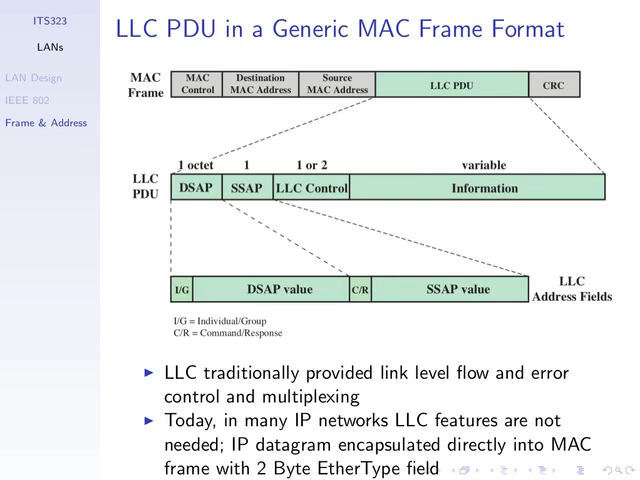 ITS323
LANs
LAN Design
IEEE 802
Frame & Address
LLC PDU in a Generic MAC Frame Format
MAC Frame
MAC Control
Destination MAC Address
Source MAC Address
LLC PDU
CRC
1 octet
1
1 or 2
variable
LLC PDU
DSAP
SSAP
LLC Control
Information
I/G
DSAP value
C/R
SSAP value
LLC Address Fields
I/G = Individual/Group
C/R = Command/Response
LLC traditionally provided link level flow and error
control and multiplexing
Today, in many IP networks LLC features are not
needed; IP datagram encapsulated directly into MAC
frame with 2 Byte EtherType field